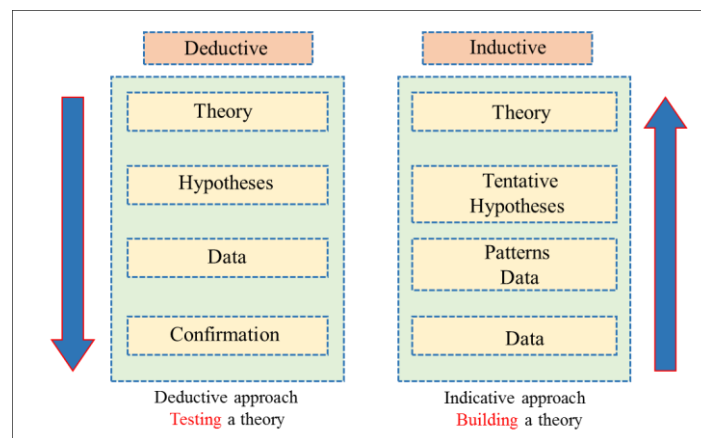 Deductive
Theory
Hypotheses
Data
Confirmation
Deductive approach
Testing a theory
Inductive
Theory
Tentative
Hypotheses
Patterns
Data
Data
Indicative approach
Building a theory